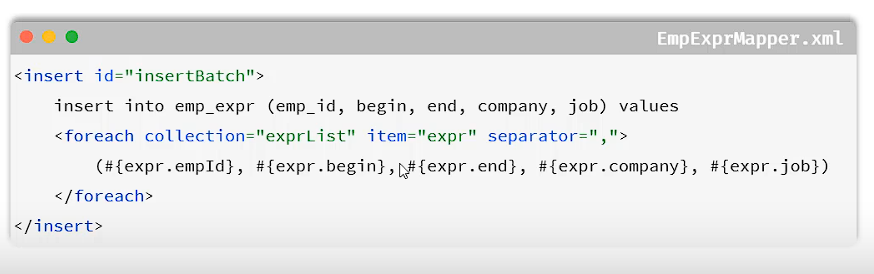 EmpExprMapper.xml
<insert id="insertBatch">
insert into emp_expr (emp_id, begin, end, company, job) values
<foreach collection="exprList" item="expr" separator=",">
(#{expr.empId}, #{expr.begin}, #{expr.end}, #{expr.company}, #{expr.job})
</foreach>
</insert>